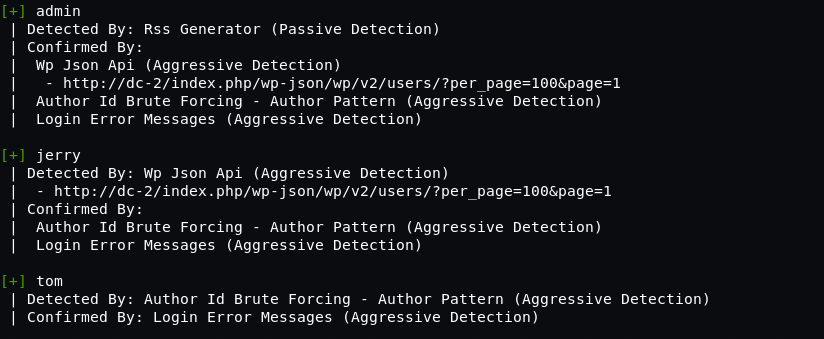 [+] admin
 | Detected By: Rss Generator (Passive Detection)
 | Confirmed By:
 |  Wp Json Api (Aggressive Detection)
 |   - http://dc-2/index.php/wp-json/wp/v2/users/?per_page=100&page=1
 |  Author Id Brute Forcing - Author Pattern (Aggressive Detection)
 |  Login Error Messages (Aggressive Detection)

[+] jerry
 | Detected By: Wp Json Api (Aggressive Detection)
 |  - http://dc-2/index.php/wp-json/wp/v2/users/?per_page=100&page=1
 | Confirmed By:
 |  Author Id Brute Forcing - Author Pattern (Aggressive Detection)
 |  Login Error Messages (Aggressive Detection)

[+] tom
 | Detected By: Author Id Brute Forcing - Author Pattern (Aggressive Detection)
 | Confirmed By: Login Error Messages (Aggressive Detection)